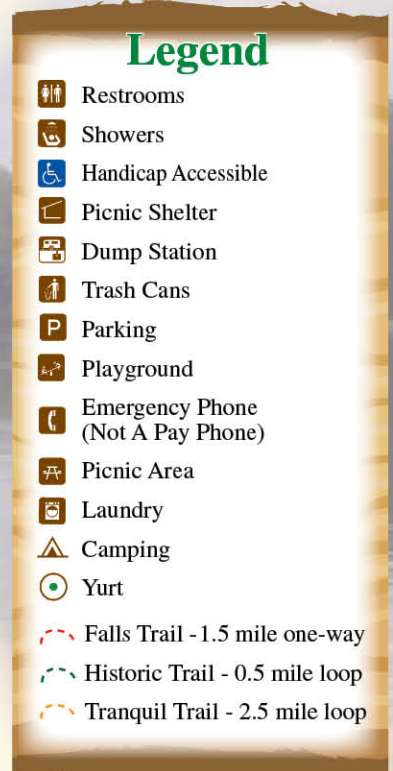 Legend
Restrooms
Showers
Handicap Accessible
Picnic Shelter
Dump Station
Trash Cans
P Parking
Playground
Emergency Phone
(Not A Pay Phone)
Picnic Area
Laundry
Camping
Yurt
Falls Trail - 1.5 mile one-way
Historic Trail - 0.5 mile loop
Tranquil Trail - 2.5 mile loop